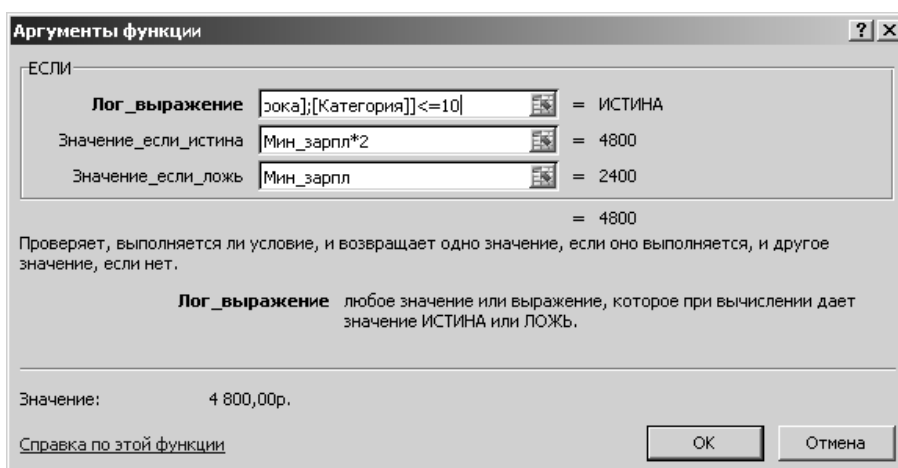 Аргументы функции
ЕСЛИ
Лог_выражение рока];[Категория]]<=10 = ИСТИНА
Значение_если_истина Мин_зарпл*2 = 4800
Значение_если_ложь Мин_зарпл = 2400
= 4800
Проверяет, выполняется ли условие, и возвращает одно значение, если оно выполняется, и другое
значение, если нет.
Лог_выражение любое значение или выражение, которое при вычислении дает
значение ИСТИНА или ЛОЖЬ.
Значение: 4 800,00р.
Справка по этой функции OK Отмена